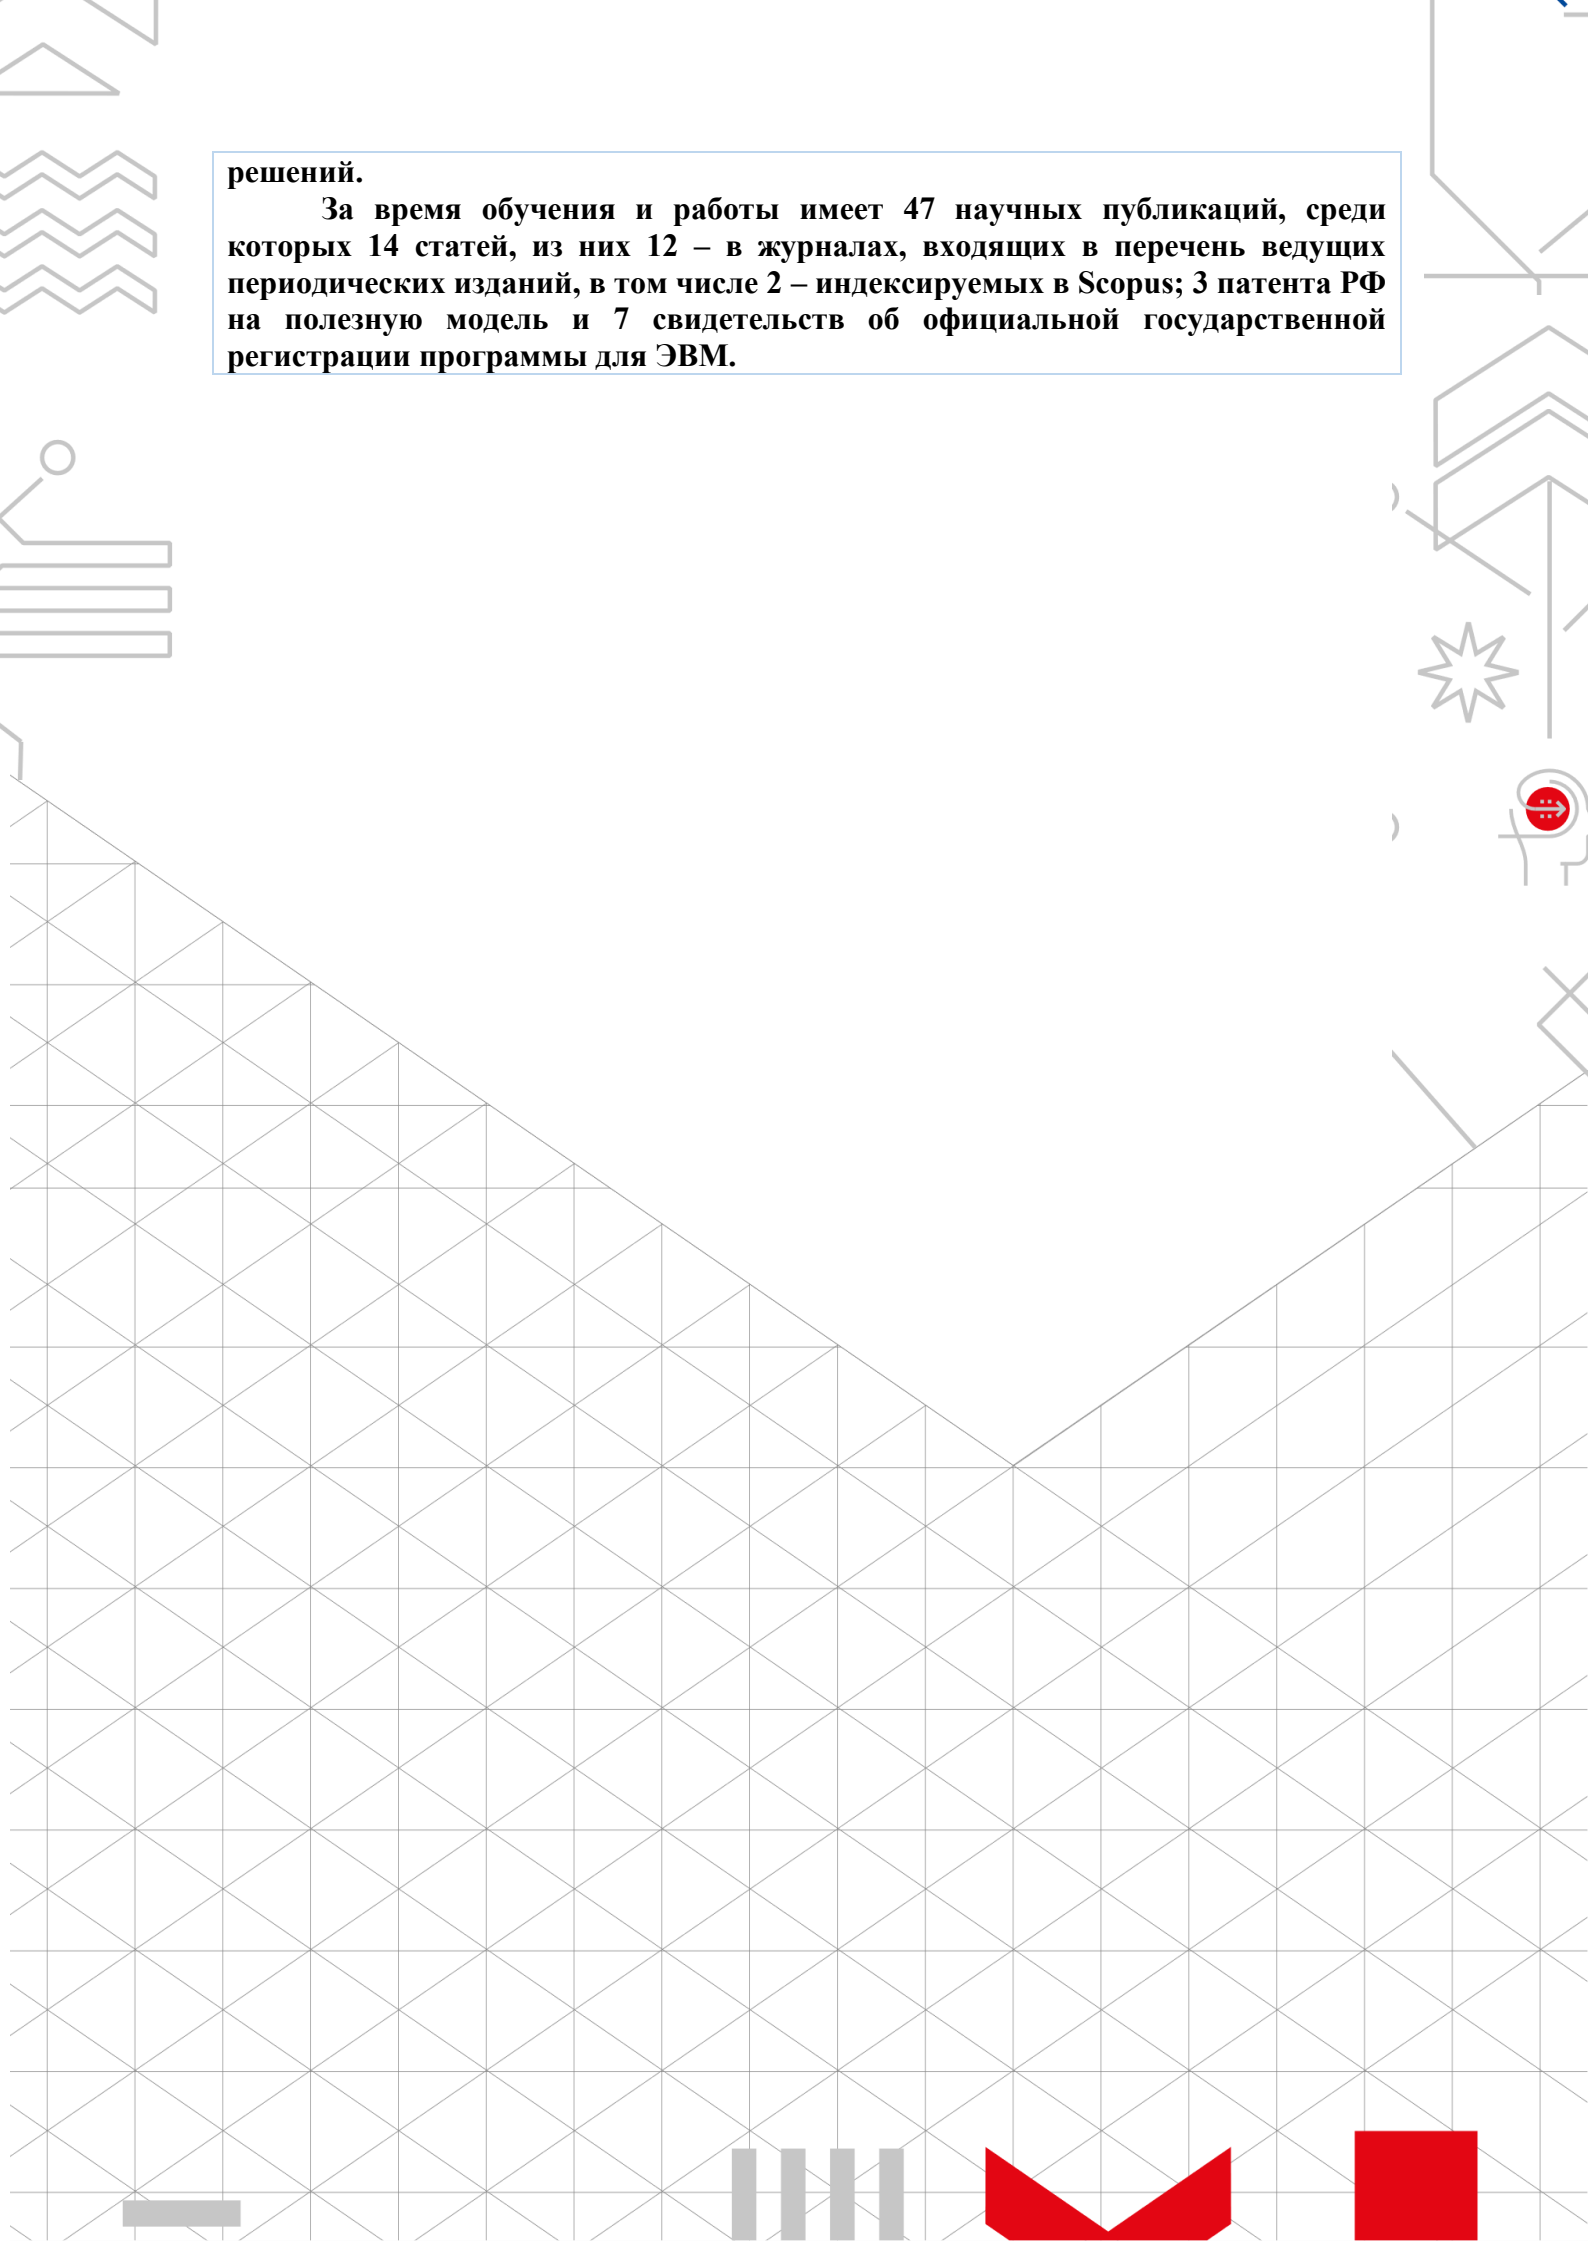 решений.
За время обучения и работы имеет 47 научных публикаций, среди
которых 14 статей, из них 12 – в журналах, входящих в перечень ведущих
периодических изданий, в том числе 2 – индексируемых в Scopus; 3 патента РФ
на полезную модель и 7 свидетельств об официальной государственной
регистрации программы для ЭВМ.